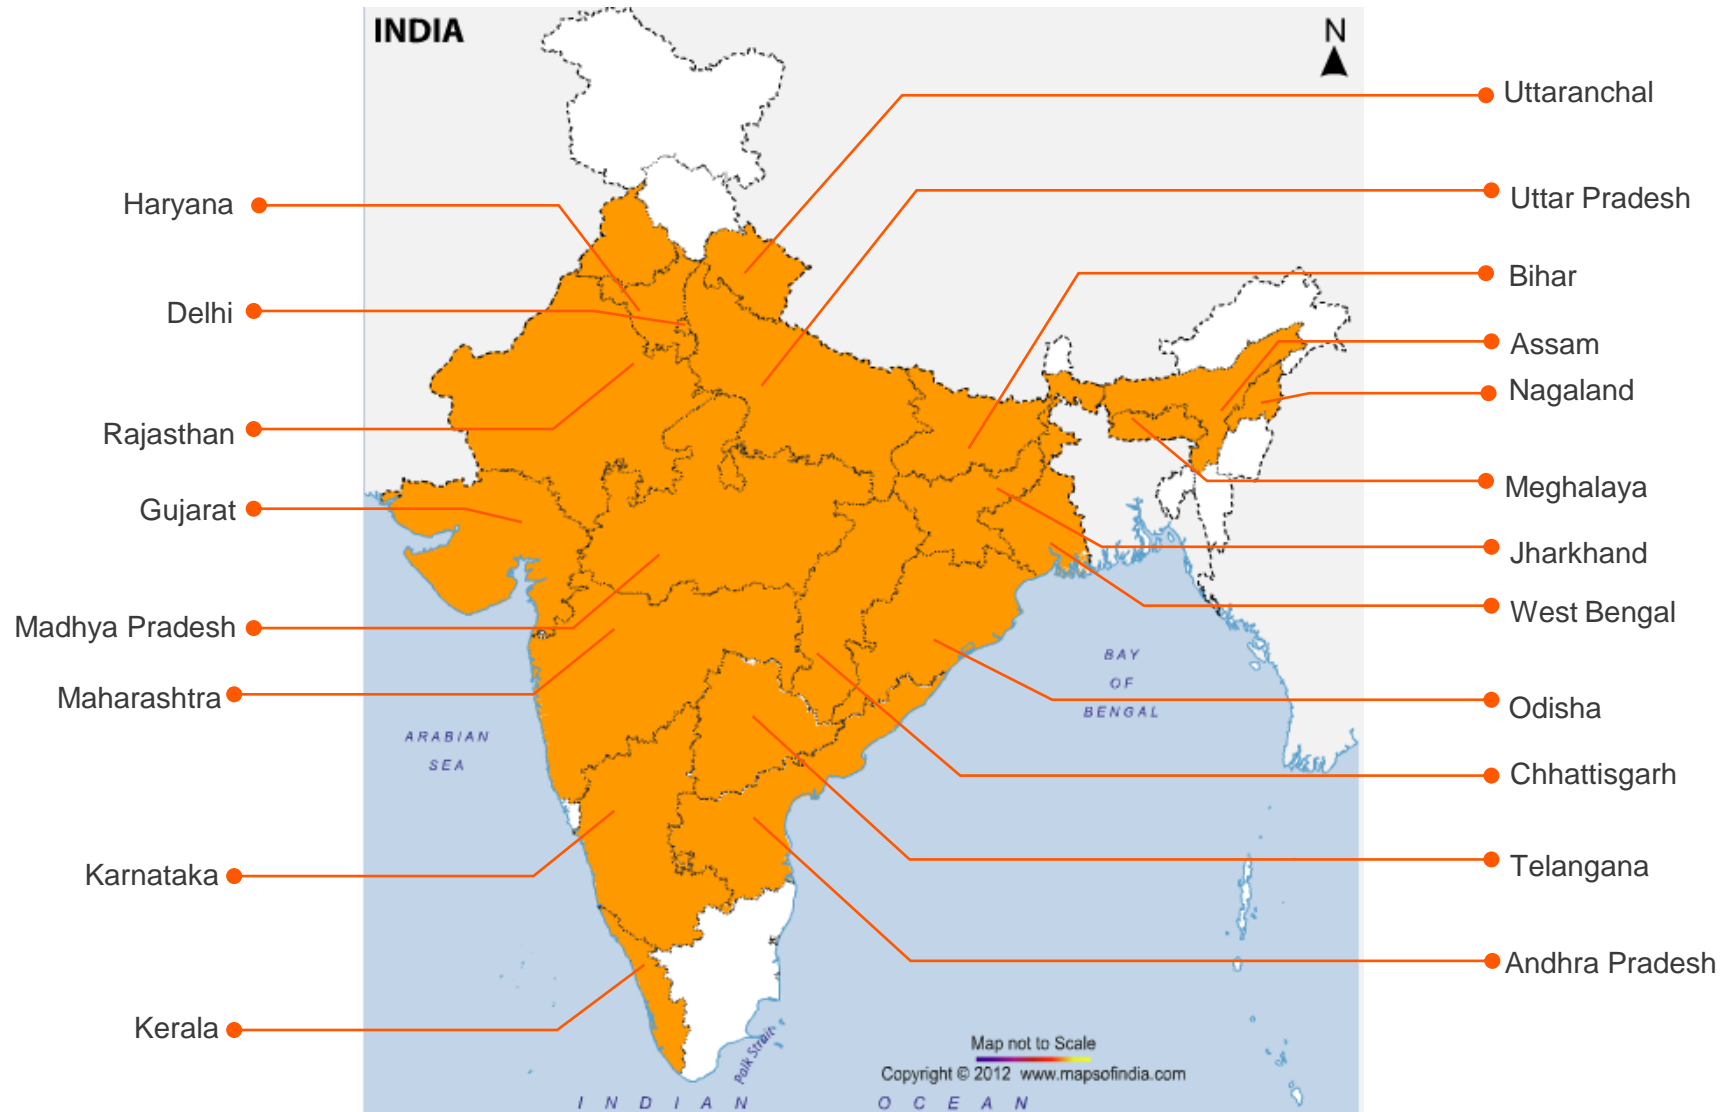 INDIA
N
Uttaranchal
Haryana
Uttar Pradesh
Bihar
Delhi
Assam
Nagaland
Rajasthan
Meghalaya
Gujarat
Jharkhand
Madhya Pradesh
West Bengal
BAY
OF
BENGAL
Maharashtra
Odisha
ARABIAN
SEA
Chhattisgarh
Karnataka
Telangana
Andhra Pradesh
Kerala
Palk Strait
Map not to Scale
Copyright © 2012 www.mapsofindia.com
INDIAN OCEAN